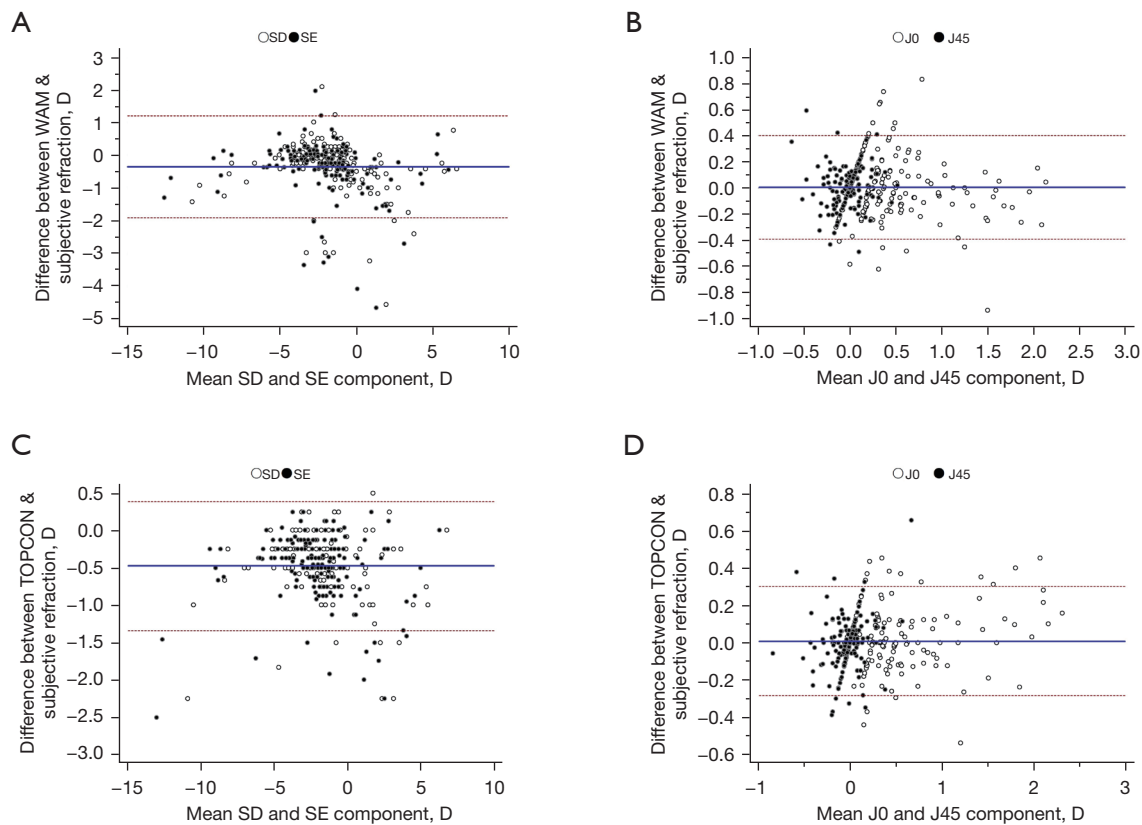 A
○SD●SE
Difference between WAM &
subjective refraction, D
3
2
1
0
−1
−2
−3
−4
−5
−15 −10 −5 0 5 10
Mean SD and SE component, D
B
○J0 ●J45
Difference between WAM &
subjective refraction, D
1.0
0.8
0.6
0.4
0.2
0.0
−0.2
−0.4
−0.6
−0.8
−1.0
−1.0 −0.5 0.0 0.5 1.0 1.5 2.0 2.5 3.0
Mean J0 and J45 component, D
C
○SD●SE
Difference between TOPCON &
subjective refraction, D
0.5
0.0
−0.5
−1.0
−1.5
−2.0
−2.5
−3.0
−15 −10 −5 0 5 10
Mean SD and SE component, D
D
○J0 ●J45
Difference between TOPCON &
subjective refraction, D
0.8
0.6
0.4
0.2
0.0
−0.2
−0.4
−0.6
−1 0 1 2 3
Mean J0 and J45 component, D